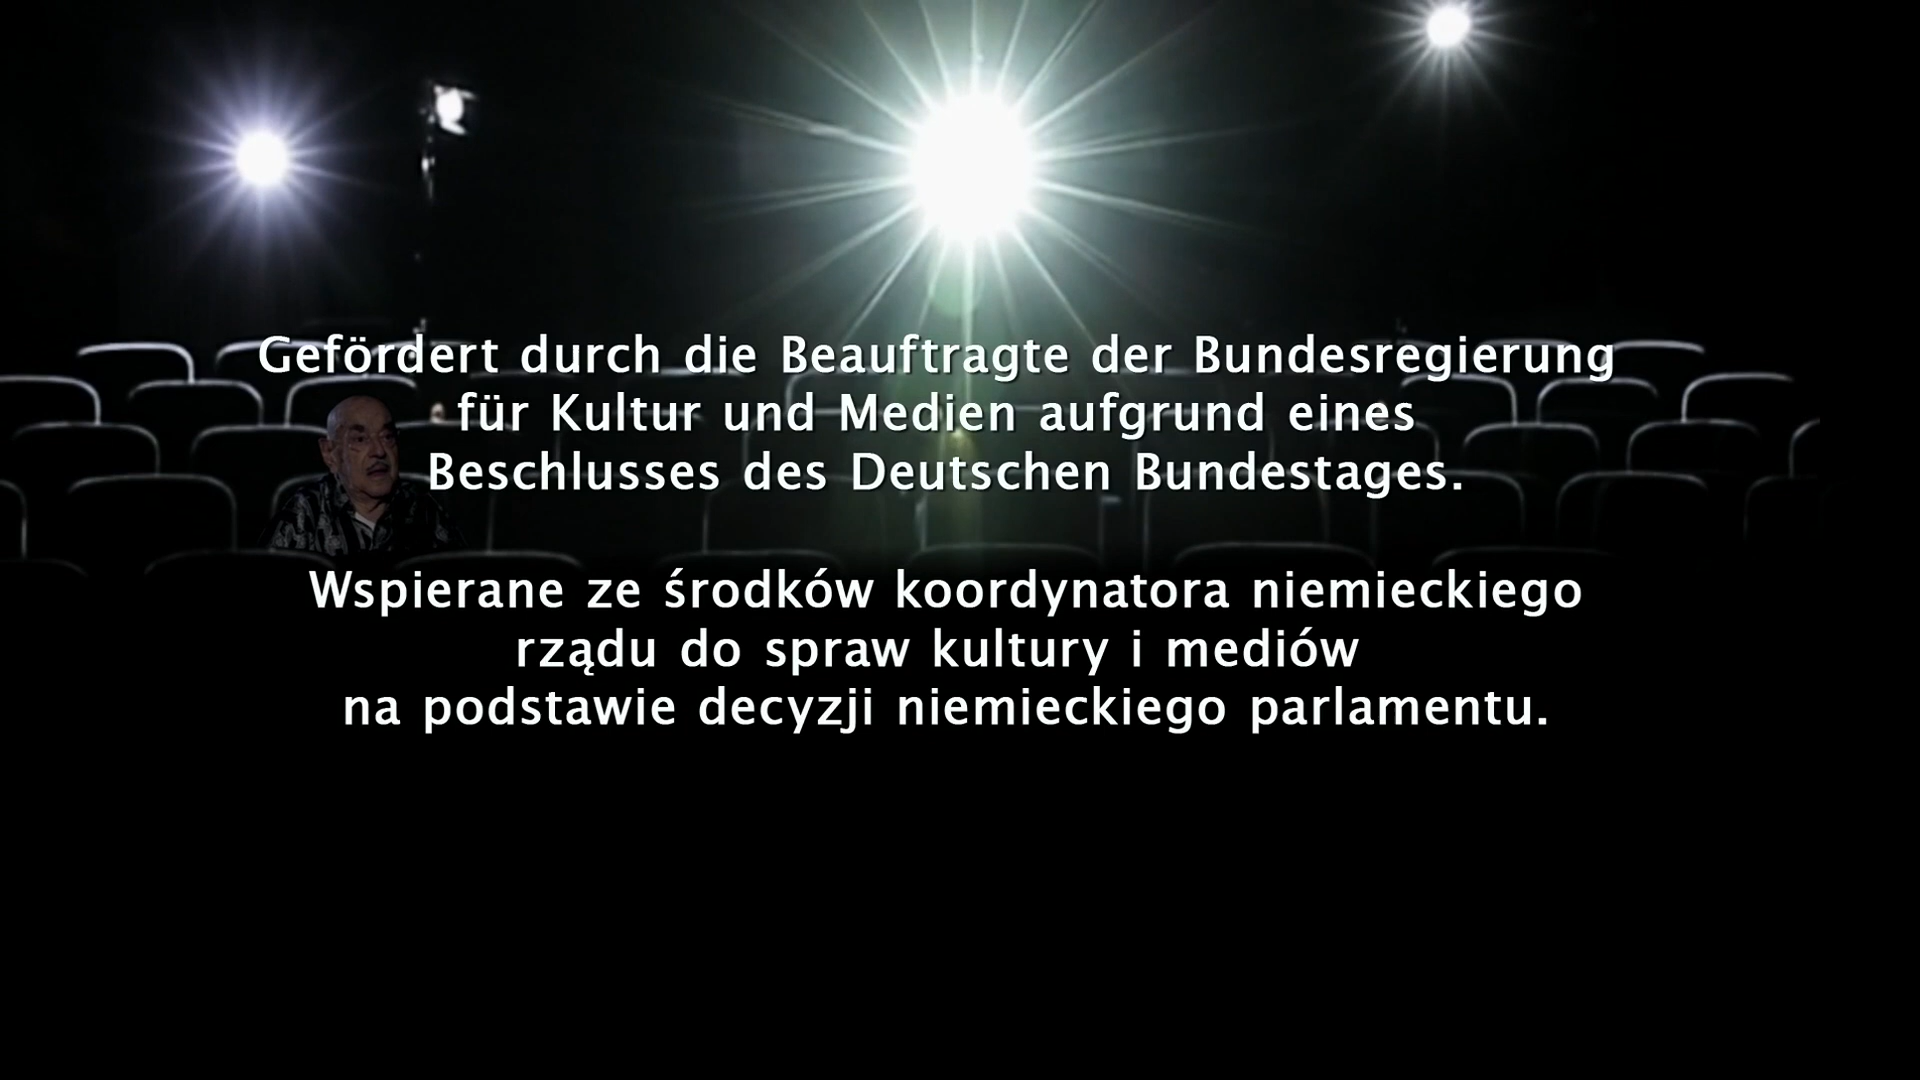 Gefördert durch die Beauftragte der Bundesregierung
für Kultur und Medien aufgrund eines
Beschlusses des Deutschen Bundestages.
Wspierane ze środków koordynatora niemieckiego
rządu do spraw kultury i mediów
na podstawie decyzji niemieckiego parlamentu.